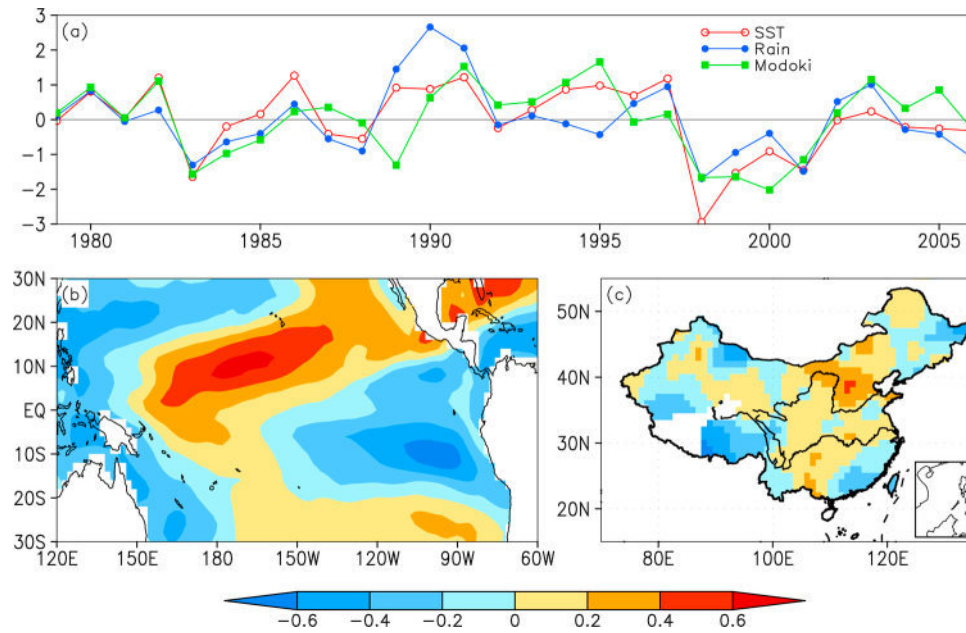 (a)
SST
Rain
Modoki
3
2
1
0
−1
−2
−3
1980 1985 1990 1995 2000 2005
(b)
30N
20N
10N
EQ
10S
20S
30S
120E 150E 180 150W 120W 90W 60W
(c)
50N
40N
30N
20N
80E 100E 120E
−0.6 −0.4 −0.2 0 0.2 0.4 0.6